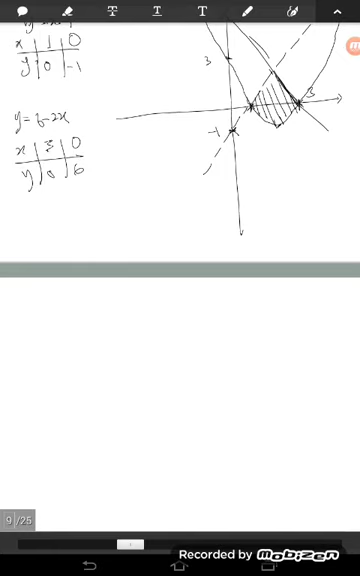 x | 1 | 0
y | 0 | -1
y = 6-2x
x | 3 | 0
y | 0 | 6
3
3
-1
9 /25
Recorded by mobizen